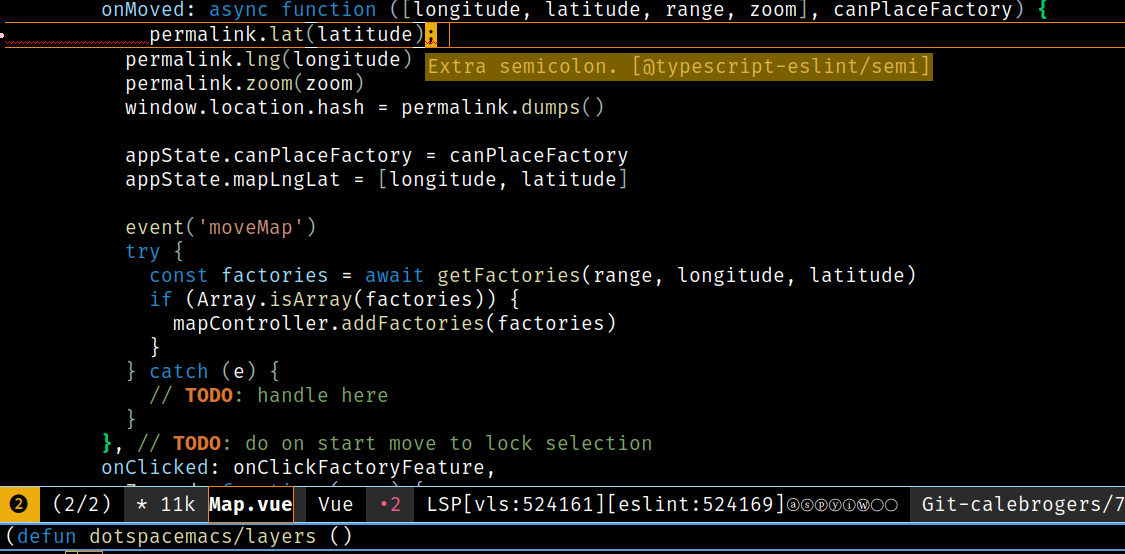 onMoved: async function ([longitude, latitude, range, zoom], canPlaceFactory) {
permalink.lat(latitude);
permalink.lng(longitude)
Extra semicolon. [@typescript-eslint/semi]
permalink.zoom(zoom)
window.location.hash = permalink.dumps()
appState.canPlaceFactory = canPlaceFactory
appState.mapLngLat = [longitude, latitude]
event('moveMap')
try {
const factories = await getFactories(range, longitude, latitude)
if (Array.isArray(factories)) {
mapController.addFactories(factories)
}
} catch (e) {
// TODO: handle here
}
}, // TODO: do on start move to lock selection
onClicked: onClickFactoryFeature,
❷ (2/2) * 11k Map.vue Vue •2 LSP[vls:524161][eslint:524169]ⓐⓢⓟⓨⓘⓦ○○ Git-calebrogers/7
(defun dotspacemacs/layers ()